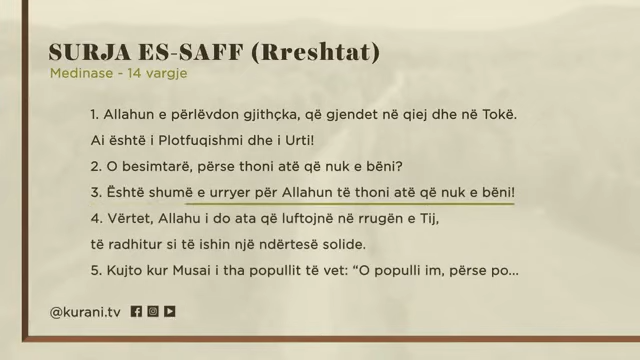 SURJA ES-SAFF (Rreshtat)
Medinase - 14 vargje
1. Allahun e përlëvdon gjithçka, që gjendet në qiej dhe në Tokë.
Ai është i Plotfuqishmi dhe i Urti!
2. O besimtarë, përse thoni atë që nuk e bëni?
3. Është shumë e urryer për Allahun të thoni atë që nuk e bëni!
4. Vërtet, Allahu i do ata që luftojnë në rrugën e Tij,
të radhitur si të ishin një ndërtesë solide.
5. Kujto kur Musai i tha popullit të vet: “O populli im, përse po...
@kurani.tv